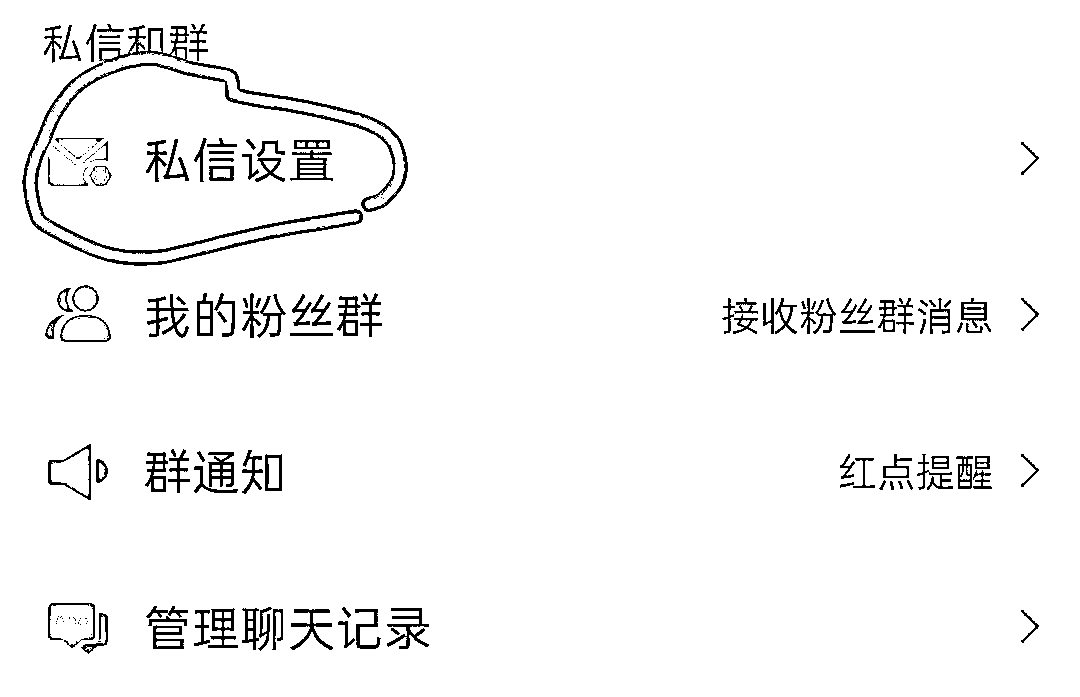 私信和群
私信设置
我的粉丝群 接收粉丝群消息
群通知 红点提醒
管理聊天记录